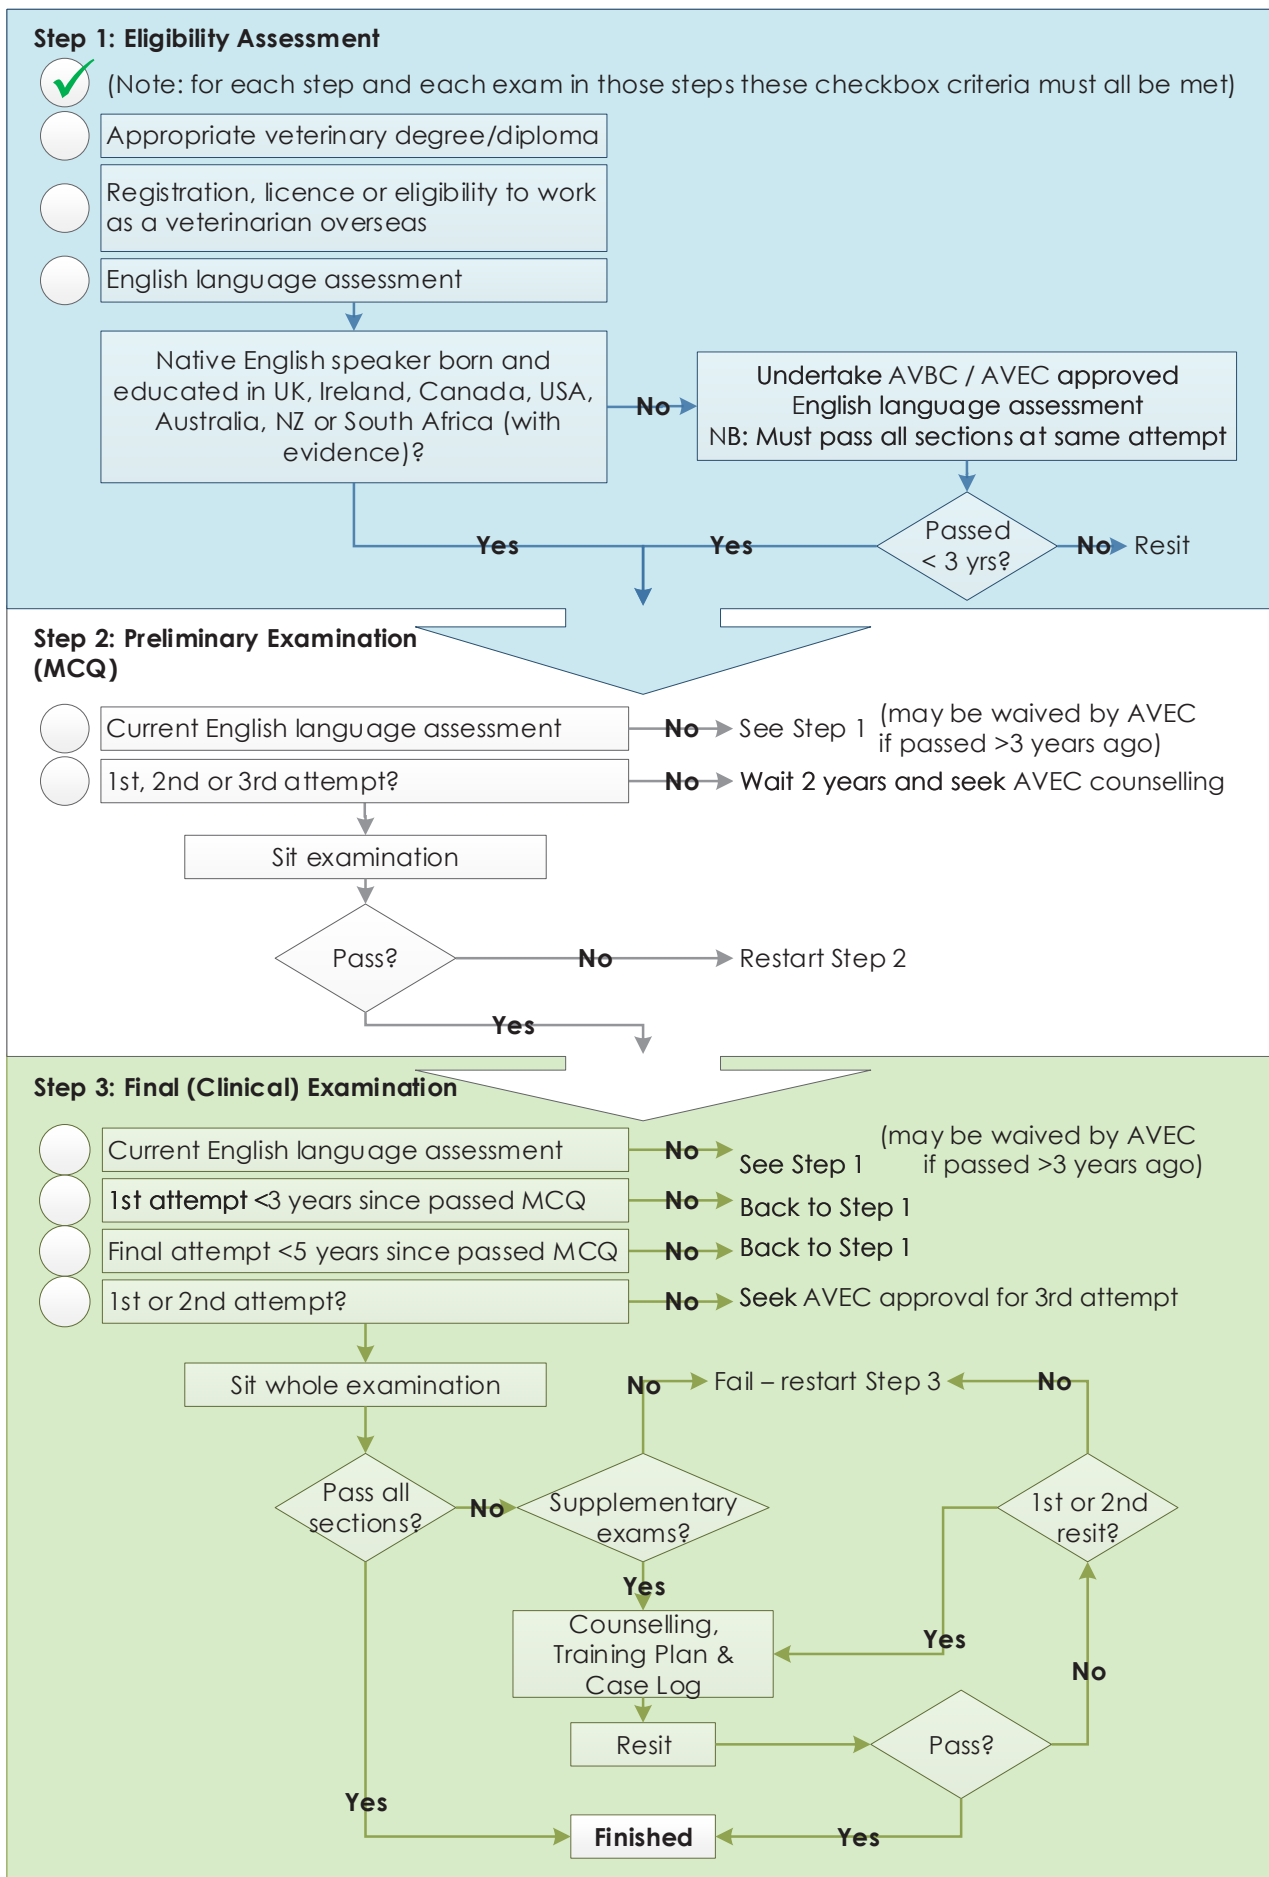 Step 1: Eligibility Assessment
(Note: for each step and each exam in those steps these checkbox criteria must all be met)
Appropriate veterinary degree/diploma
Registration, licence or eligibility to work
as a veterinarian overseas
English language assessment
Native English speaker born and
educated in UK, Ireland, Canada, USA,
Australia, NZ or South Africa (with
evidence)?
No
Undertake AVBC / AVEC approved
English language assessment
NB: Must pass all sections at same attempt
Yes
Yes
Passed
< 3 yrs?
No
Resit
Step 2: Preliminary Examination
(MCQ)
Current English language assessment
No
See Step 1
(may be waived by AVEC
if passed >3 years ago)
1st, 2nd or 3rd attempt?
No
Wait 2 years and seek AVEC counselling
Sit examination
Pass?
No
Restart Step 2
Yes
Step 3: Final (Clinical) Examination
Current English language assessment
No
See Step 1
(may be waived by AVEC
if passed >3 years ago)
1st attempt <3 years since passed MCQ
No
Back to Step 1
Final attempt <5 years since passed MCQ
No
Back to Step 1
1st or 2nd attempt?
No
Seek AVEC approval for 3rd attempt
Sit whole examination
No
Fail – restart Step 3
No
Pass all
sections?
No
Supplementary
exams?
1st or 2nd
resit?
Yes
Counselling,
Training Plan &
Case Log
Yes
No
Resit
Pass?
Yes
Finished
Yes